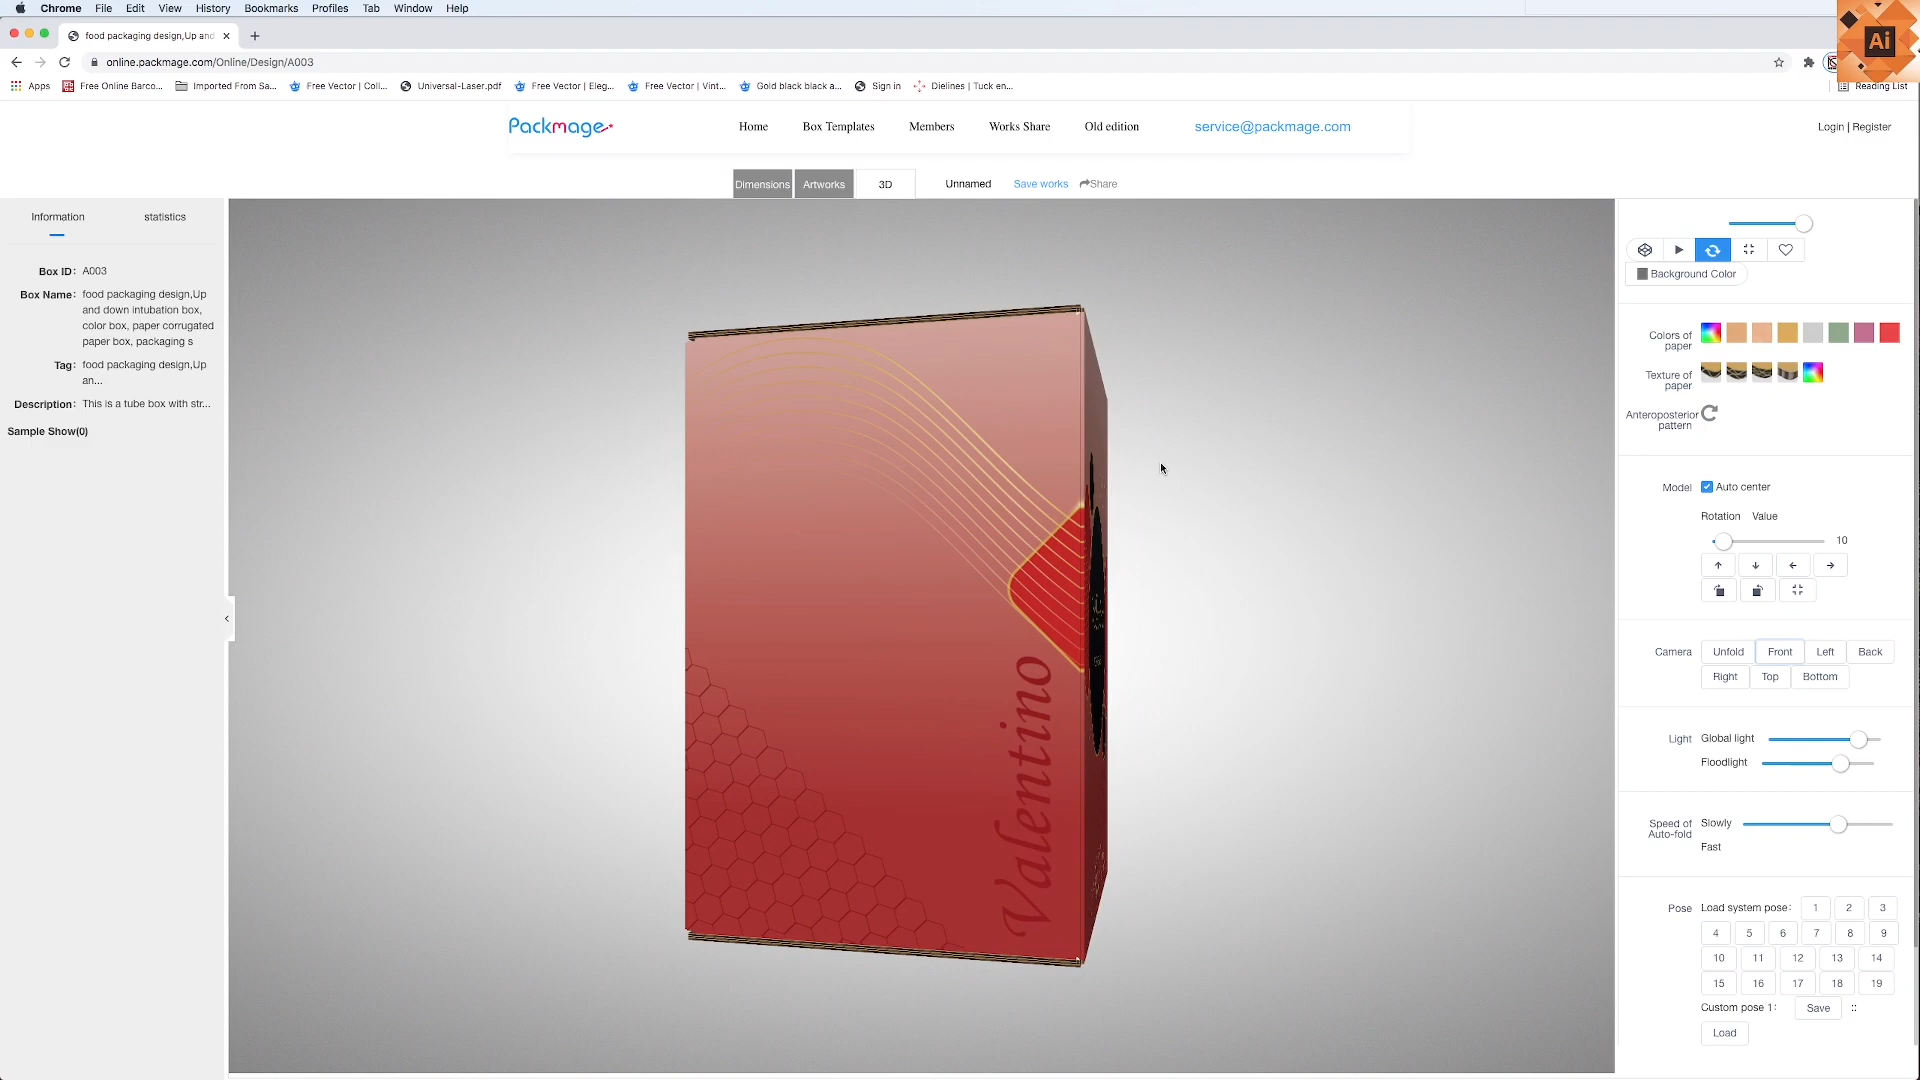 Chrome File Edit View History Bookmarks Profiles Tab Window Help
Ai
food packaging design,Up and
online.packmage.com/Online/Design/A003
Apps Free Online Barco... Imported From Sa... Free Vector | Coll... Universal-Laser.pdf Free Vector | Eleg... Free Vector | Vint... Gold black black a... Sign in Dielines | Tuck en... Reading List
Packmage Home Box Templates Members Works Share Old edition service@packmage.com Login | Register
Dimensions Artworks 3D Unnamed Save works Share
Information statistics
Box ID: A003
Box Name: food packaging design,Up
and down intubation box,
color box, paper corrugated
paper box, packaging s
Tag: food packaging design,Up
an...
Description: This is a tube box with str...
Sample Show(0)
Valentino
Background Color
Colors of
paper
Texture of
paper
Anteroposterior
pattern
Model Auto center
Rotation Value
10
Camera Unfold Front Left Back
Right Top Bottom
Light Global light
Floodlight
Speed of
Auto-fold
Slowly
Fast
Pose Load system pose: 1 2 3
4 5 6 7 8 9
10 11 12 13 14
15 16 17 18 19
Custom pose 1: Save ::
Load